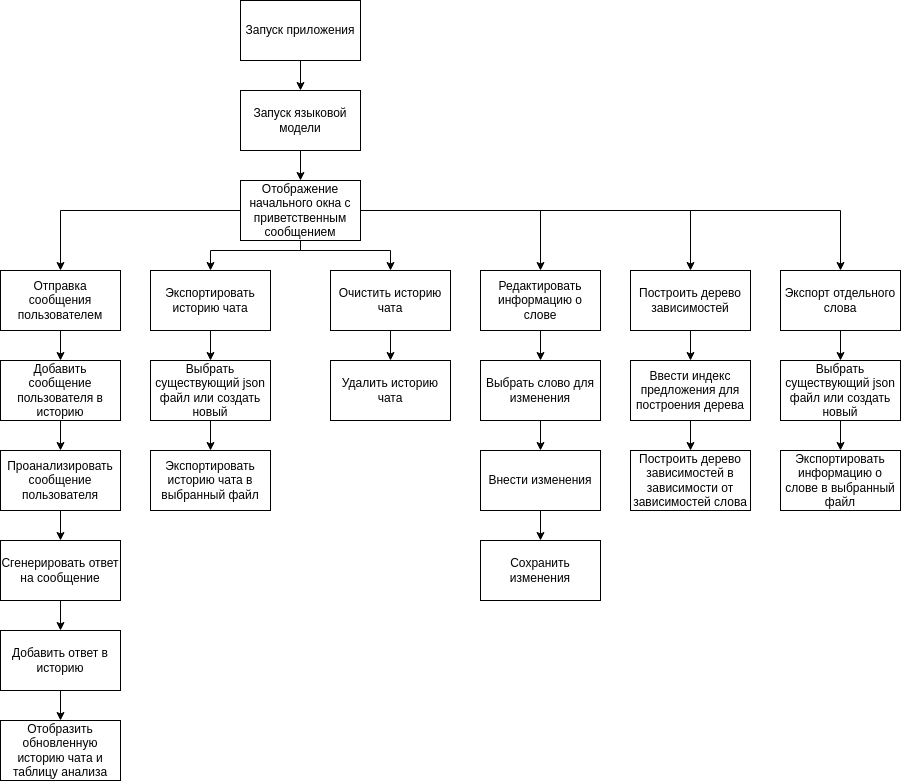 Запуск приложения
Запуск языковой
модели
Отображение
начального окна с
приветственным
сообщением
Отправка
сообщения
пользователем
Экспортировать
историю чата
Очистить историю
чата
Редактировать
информацию о
слове
Построить дерево
зависимостей
Экспорт отдельного
слова
Добавить
сообщение
пользователя в
историю
Выбрать
существующий json
файл или создать
новый
Удалить историю
чата
Выбрать слово для
изменения
Ввести индекс
предложения для
построения дерева
Выбрать
существующий json
файл или создать
новый
Проанализировать
сообщение
пользователя
Экспортировать
историю чата в
выбранный файл
Внести изменения
Построить дерево
зависимостей в
зависимости от
зависимостей слова
Экспортировать
информацию о
слове в выбранный
файл
Сгенерировать ответ
на сообщение
Сохранить
изменения
Добавить ответ в
историю
Отобразить
обновленную
историю чата и
таблицу анализа